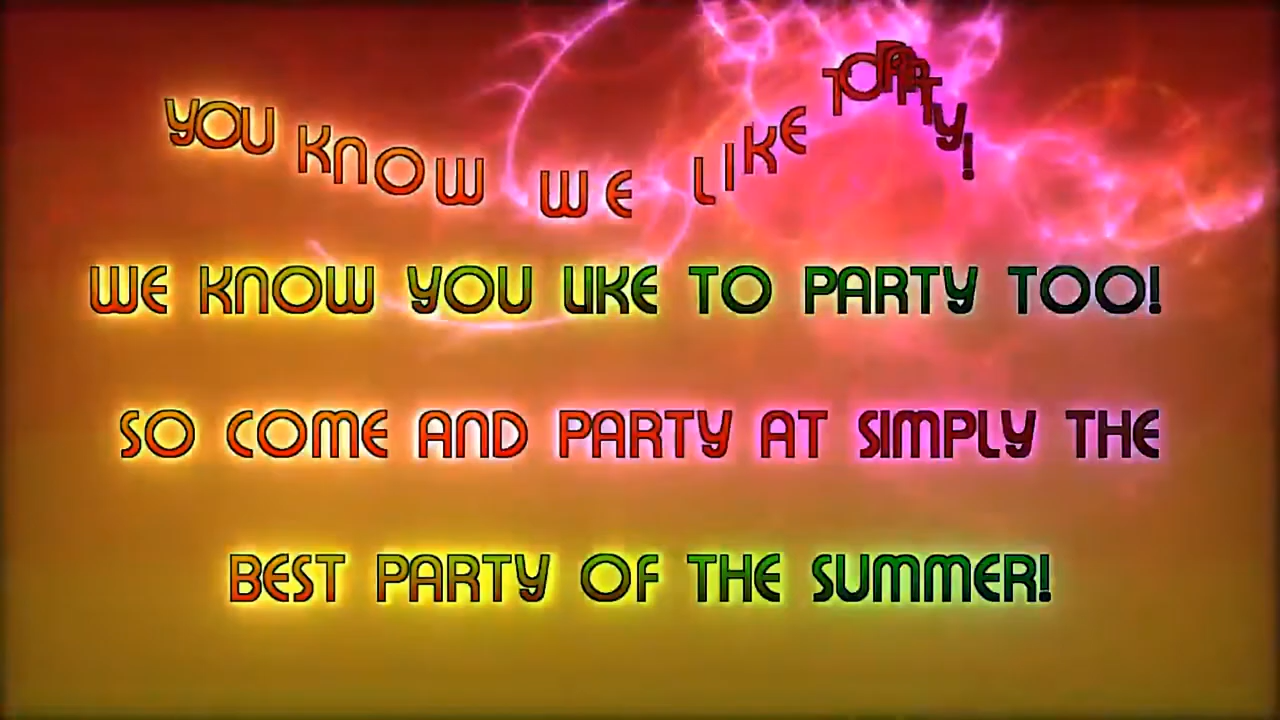 YOU KNOW WE LIKE TO PARTY!
WE KNOW YOU LIKE TO PARTY TOO!
SO COME AND PARTY AT SIMPLY THE
BEST PARTY OF THE SUMMER!